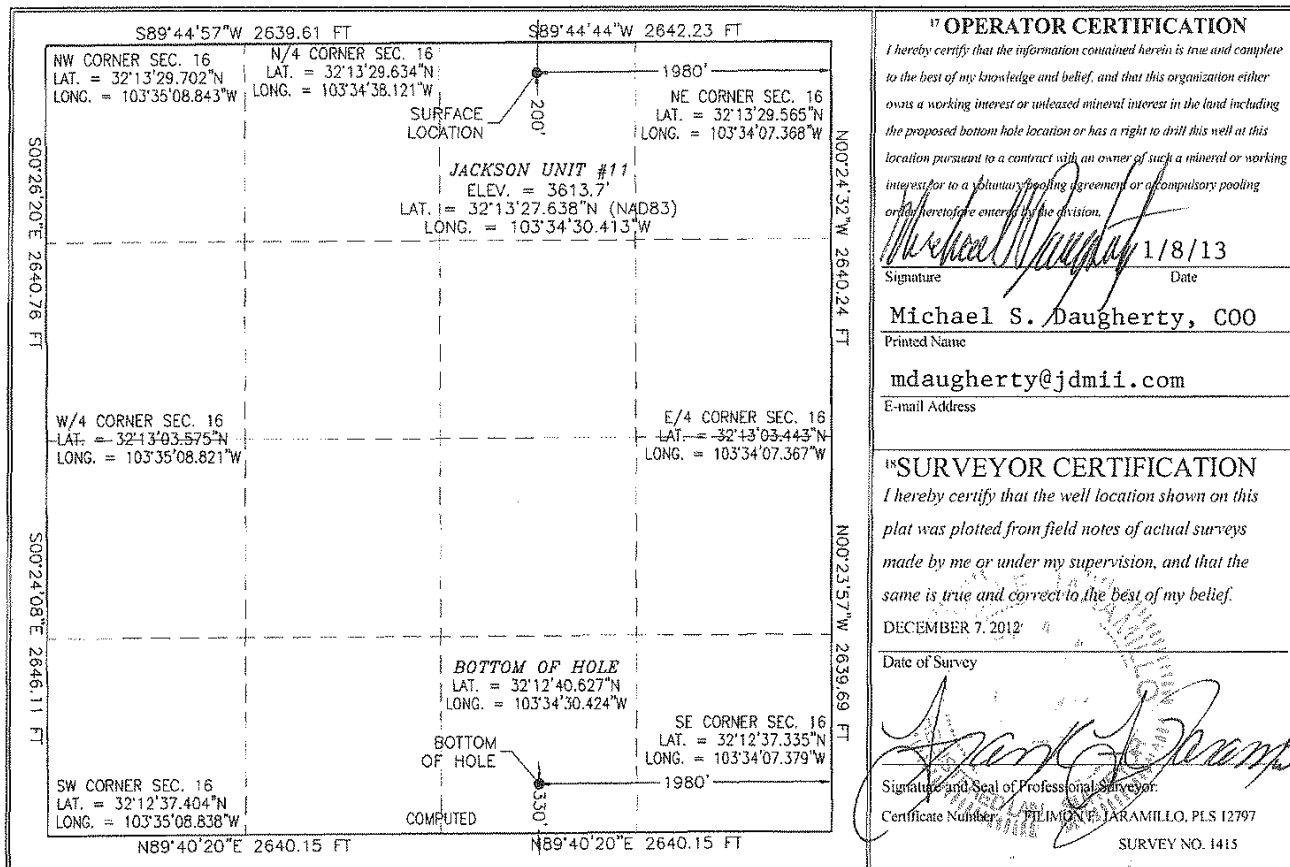 S89°44'57"W 2639.61 FT
S89°44'44"W 2642.23 FT
NW CORNER SEC. 16
LAT. = 32°13'29.702"N
LONG. = 103°35'08.843"W
N/4 CORNER SEC. 16
LAT. = 32°13'29.634"N
LONG. = 103°34'38.121"W
1980'
200'
SURFACE
LOCATION
NE CORNER SEC. 16
LAT. = 32°13'29.565"N
LONG. = 103°34'07.368"W
JACKSON UNIT #11
ELEV. = 3613.7'
LAT. = 32°13'27.638"N (NAD83)
LONG. = 103°34'30.413"W
S00°26'20"E 2640.76 FT
N00°24'32"W 2640.24 FT
W/4 CORNER SEC. 16
LAT. = 32°13'03.575"N
LONG. = 103°35'08.821"W
E/4 CORNER SEC. 16
LAT. = 32°13'03.443"N
LONG. = 103°34'07.367"W
S00°24'08"E 2646.11 FT
N00°23'57"W 2639.69 FT
BOTTOM OF HOLE
LAT. = 32°12'40.627"N
LONG. = 103°34'30.424"W
BOTTOM
OF HOLE
SE CORNER SEC. 16
LAT. = 32°12'37.335"N
LONG. = 103°34'07.379"W
1980'
330'
SW CORNER SEC. 16
LAT. = 32°12'37.404"N
LONG. = 103°35'08.838"W
COMPUTED
N89°40'20"E 2640.15 FT
N89°40'20"E 2640.15 FT
17 OPERATOR CERTIFICATION
I hereby certify that the information contained herein is true and complete
to the best of my knowledge and belief, and that this organization either
owns a working interest or unleased mineral interest in the land including
the proposed bottom hole location or has a right to drill this well at this
location pursuant to a contract with an owner of such a mineral or working
interest, or to a voluntary pooling agreement or a compulsory pooling
order heretofore entered by the division.
1/8/13
Signature Date
Michael S. Daugherty, COO
Printed Name
mdaugherty@jdmii.com
E-mail Address
18 SURVEYOR CERTIFICATION
I hereby certify that the well location shown on this
plat was plotted from field notes of actual surveys
made by me or under my supervision, and that the
same is true and correct to the best of my belief.
DECEMBER 7, 2012
Date of Survey
Signature and Seal of Professional Surveyor:
Certificate Number FILIMON F. JARAMILLO, PLS 12797
SURVEY NO. 1415